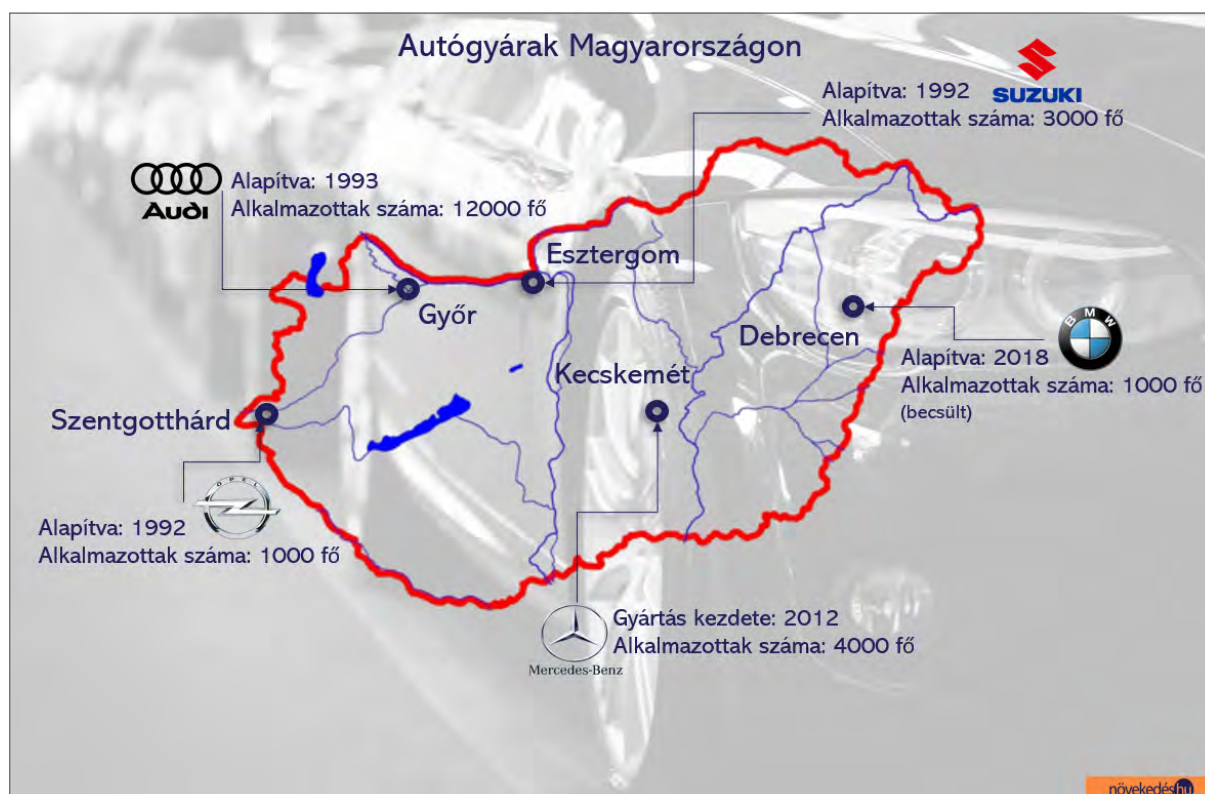 Autógyárak Magyarországon
SUZUKI
Alapítva: 1992
Alkalmazottak száma: 3000 fő
Audi
Alapítva: 1993
Alkalmazottak száma: 12000 fő
Esztergom
Győr
Debrecen
BMW
Alapítva: 2018
Alkalmazottak száma: 1000 fő
(becsült)
Kecskemét
Szentgotthárd
OPEL
Alapítva: 1992
Alkalmazottak száma: 1000 fő
Gyártás kezdete: 2012
Alkalmazottak száma: 4000 fő
Mercedes-Benz
növekedés.hu